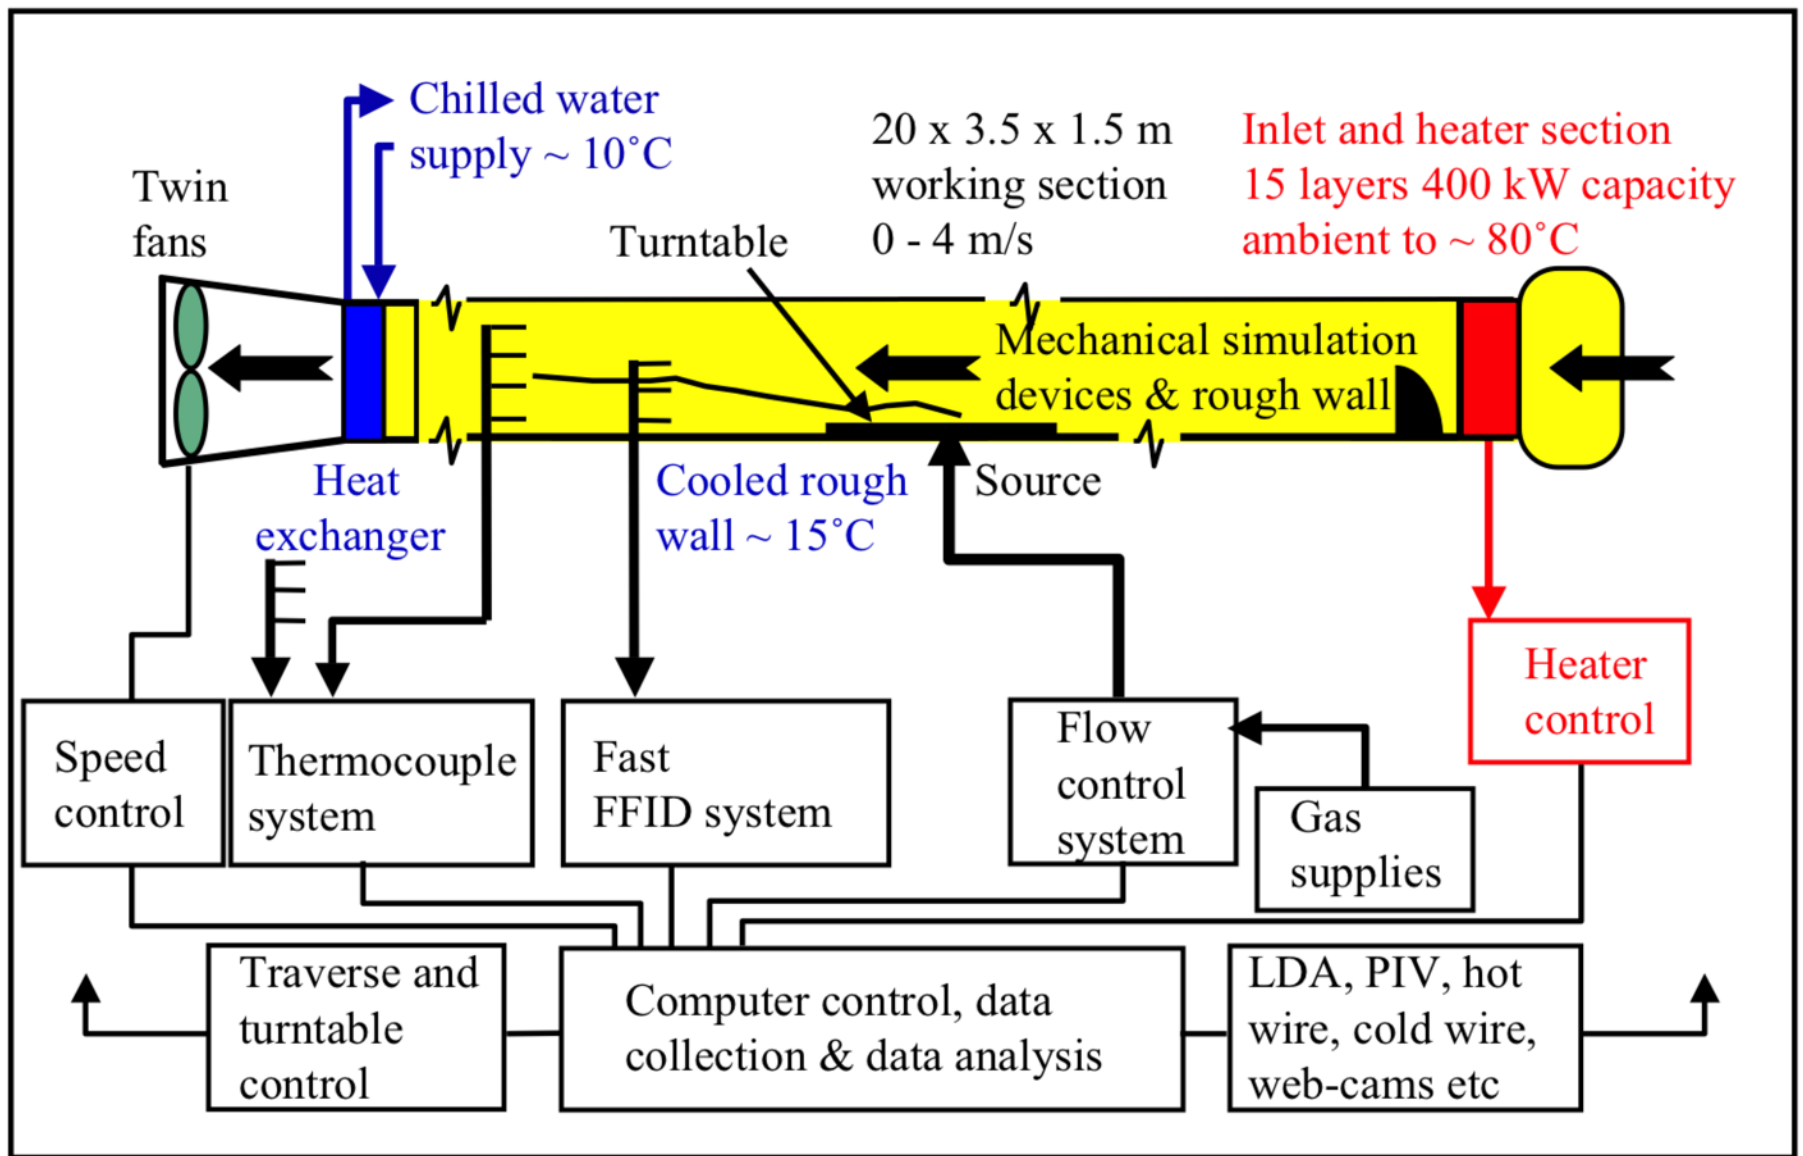 Chilled water
supply ~ 10˚C
20 x 3.5 x 1.5 m
working section
0 - 4 m/s
Inlet and heater section
15 layers 400 kW capacity
ambient to ~ 80˚C
Twin
fans
Turntable
Mechanical simulation
devices & rough wall
Heat
exchanger
Cooled rough
wall ~ 15˚C
Source
Heater
control
Speed
control
Thermocouple
system
Fast
FFID system
Flow
control
system
Gas
supplies
Traverse and
turntable
control
Computer control, data
collection & data analysis
LDA, PIV, hot
wire, cold wire,
web-cams etc